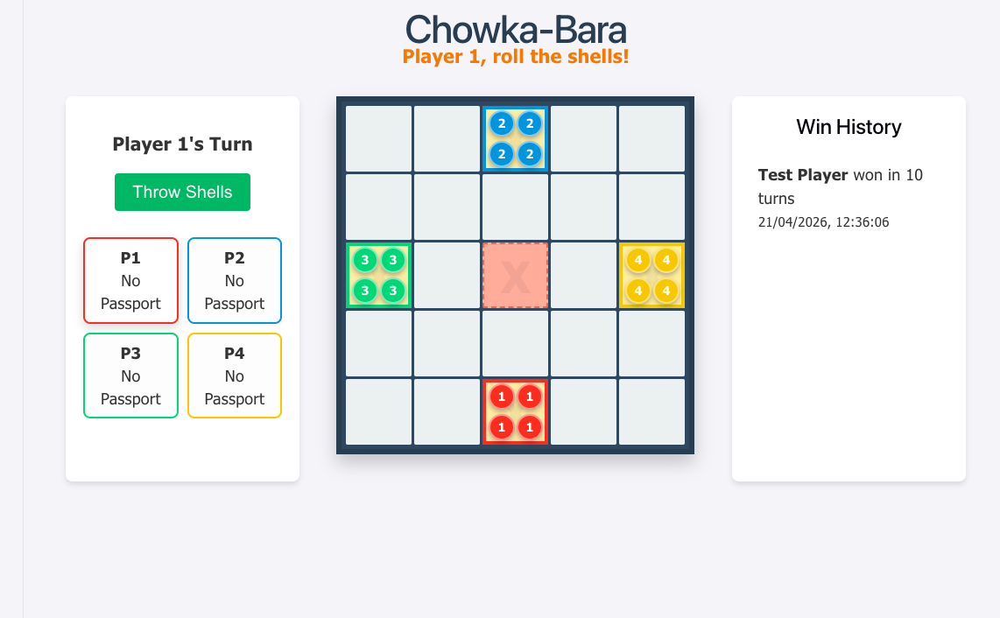 Chowka-Bara
Player 1, roll the shells!
Player 1's Turn
Throw Shells
P1
No
Passport
P2
No
Passport
P3
No
Passport
P4
No
Passport
2 2
2 2
3 3
3 3
X
4 4
4 4
1 1
1 1
Win History
Test Player won in 10
turns
21/04/2026, 12:36:06